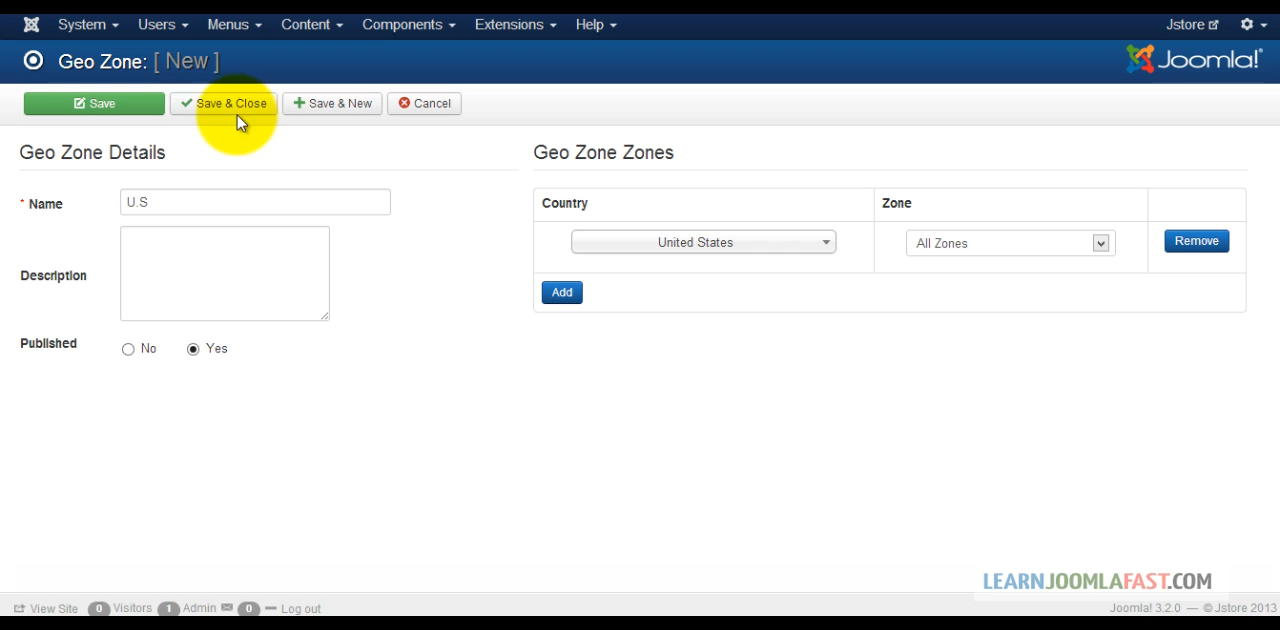 System Users Menus Content Components Extensions Help Jstore
Geo Zone: [ New ] Joomla!®
Save Save & Close Save & New Cancel
Geo Zone Details
* Name U.S
Description
Published No Yes
Geo Zone Zones
Country Zone
United States All Zones Remove
Add
LEARNJOOMLAFAST.COM
View Site 0 Visitors 1 Admin 0 Log out Joomla! 3.2.0 — © Jstore 2013